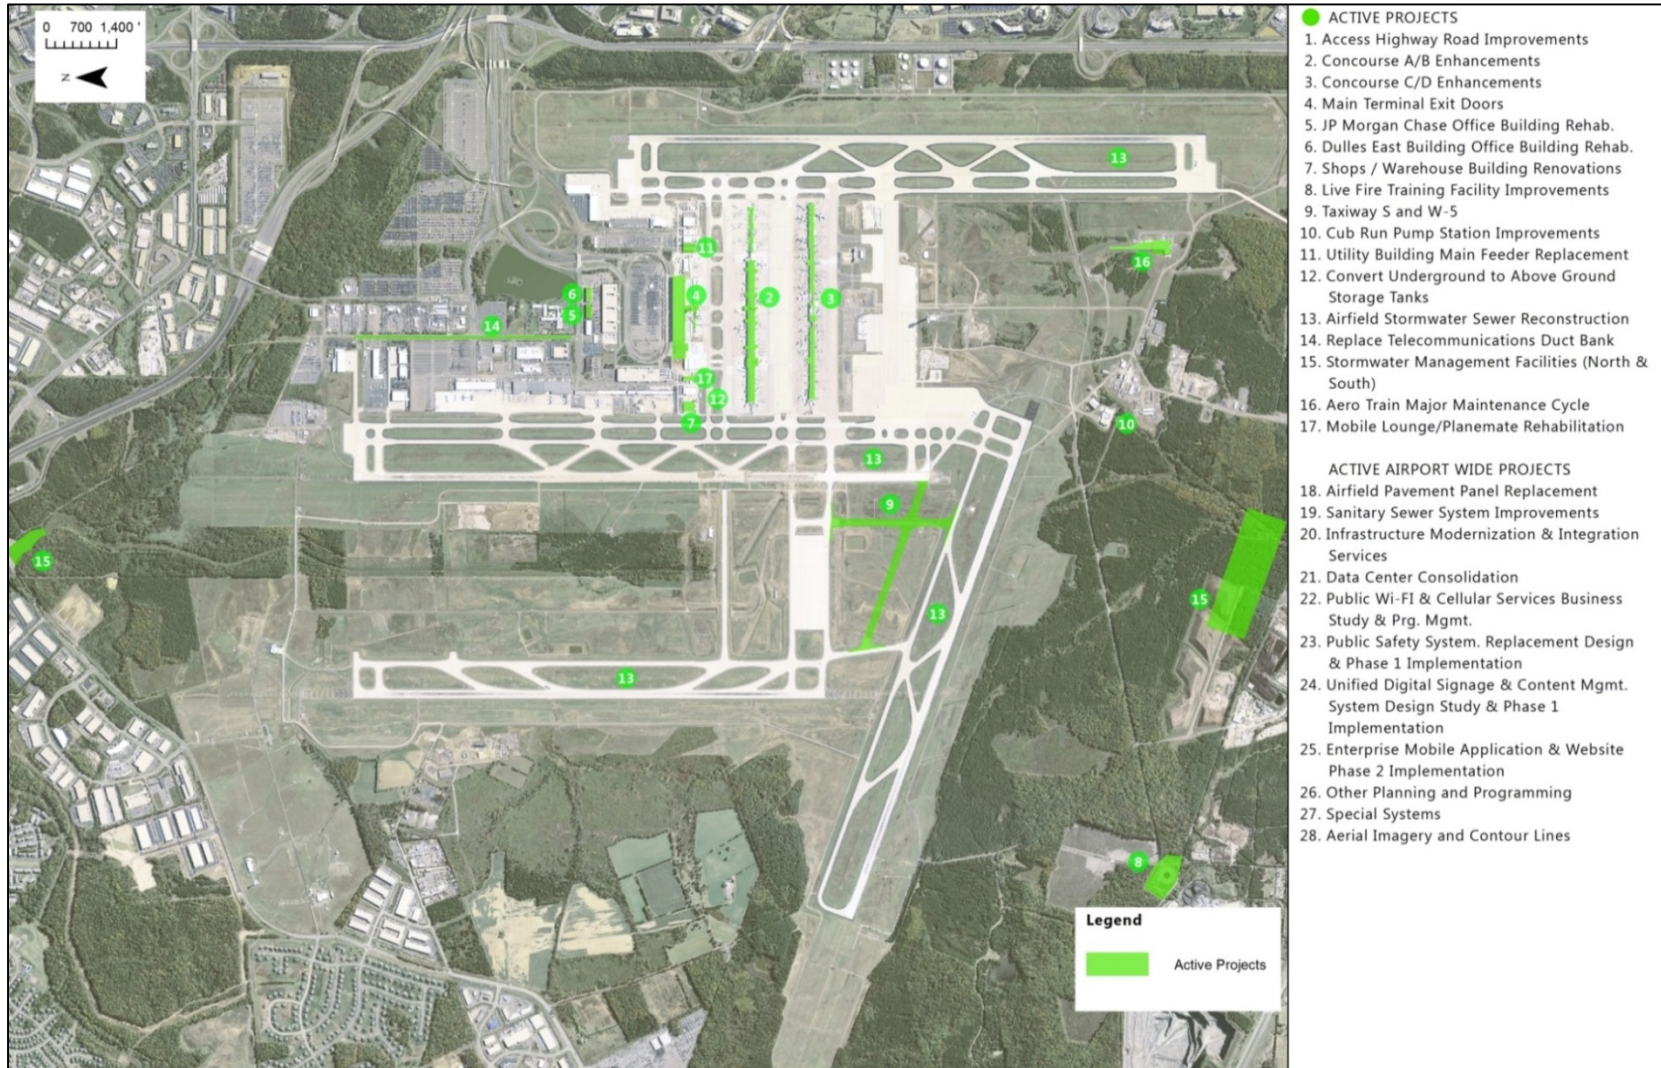 0 700 1,400 '
N
13
11
16
6
4
2
3
5
14
17
12
7
10
13
9
15
15
13
13
8
Legend
Active Projects
ACTIVE PROJECTS
1. Access Highway Road Improvements
2. Concourse A/B Enhancements
3. Concourse C/D Enhancements
4. Main Terminal Exit Doors
5. JP Morgan Chase Office Building Rehab.
6. Dulles East Building Office Building Rehab.
7. Shops / Warehouse Building Renovations
8. Live Fire Training Facility Improvements
9. Taxiway S and W-5
10. Cub Run Pump Station Improvements
11. Utility Building Main Feeder Replacement
12. Convert Underground to Above Ground
Storage Tanks
13. Airfield Stormwater Sewer Reconstruction
14. Replace Telecommunications Duct Bank
15. Stormwater Management Facilities (North &
South)
16. Aero Train Major Maintenance Cycle
17. Mobile Lounge/Planemate Rehabilitation
ACTIVE AIRPORT WIDE PROJECTS
18. Airfield Pavement Panel Replacement
19. Sanitary Sewer System Improvements
20. Infrastructure Modernization & Integration
Services
21. Data Center Consolidation
22. Public Wi-FI & Cellular Services Business
Study & Prg. Mgmt.
23. Public Safety System. Replacement Design
& Phase 1 Implementation
24. Unified Digital Signage & Content Mgmt.
System Design Study & Phase 1
Implementation
25. Enterprise Mobile Application & Website
Phase 2 Implementation
26. Other Planning and Programming
27. Special Systems
28. Aerial Imagery and Contour Lines